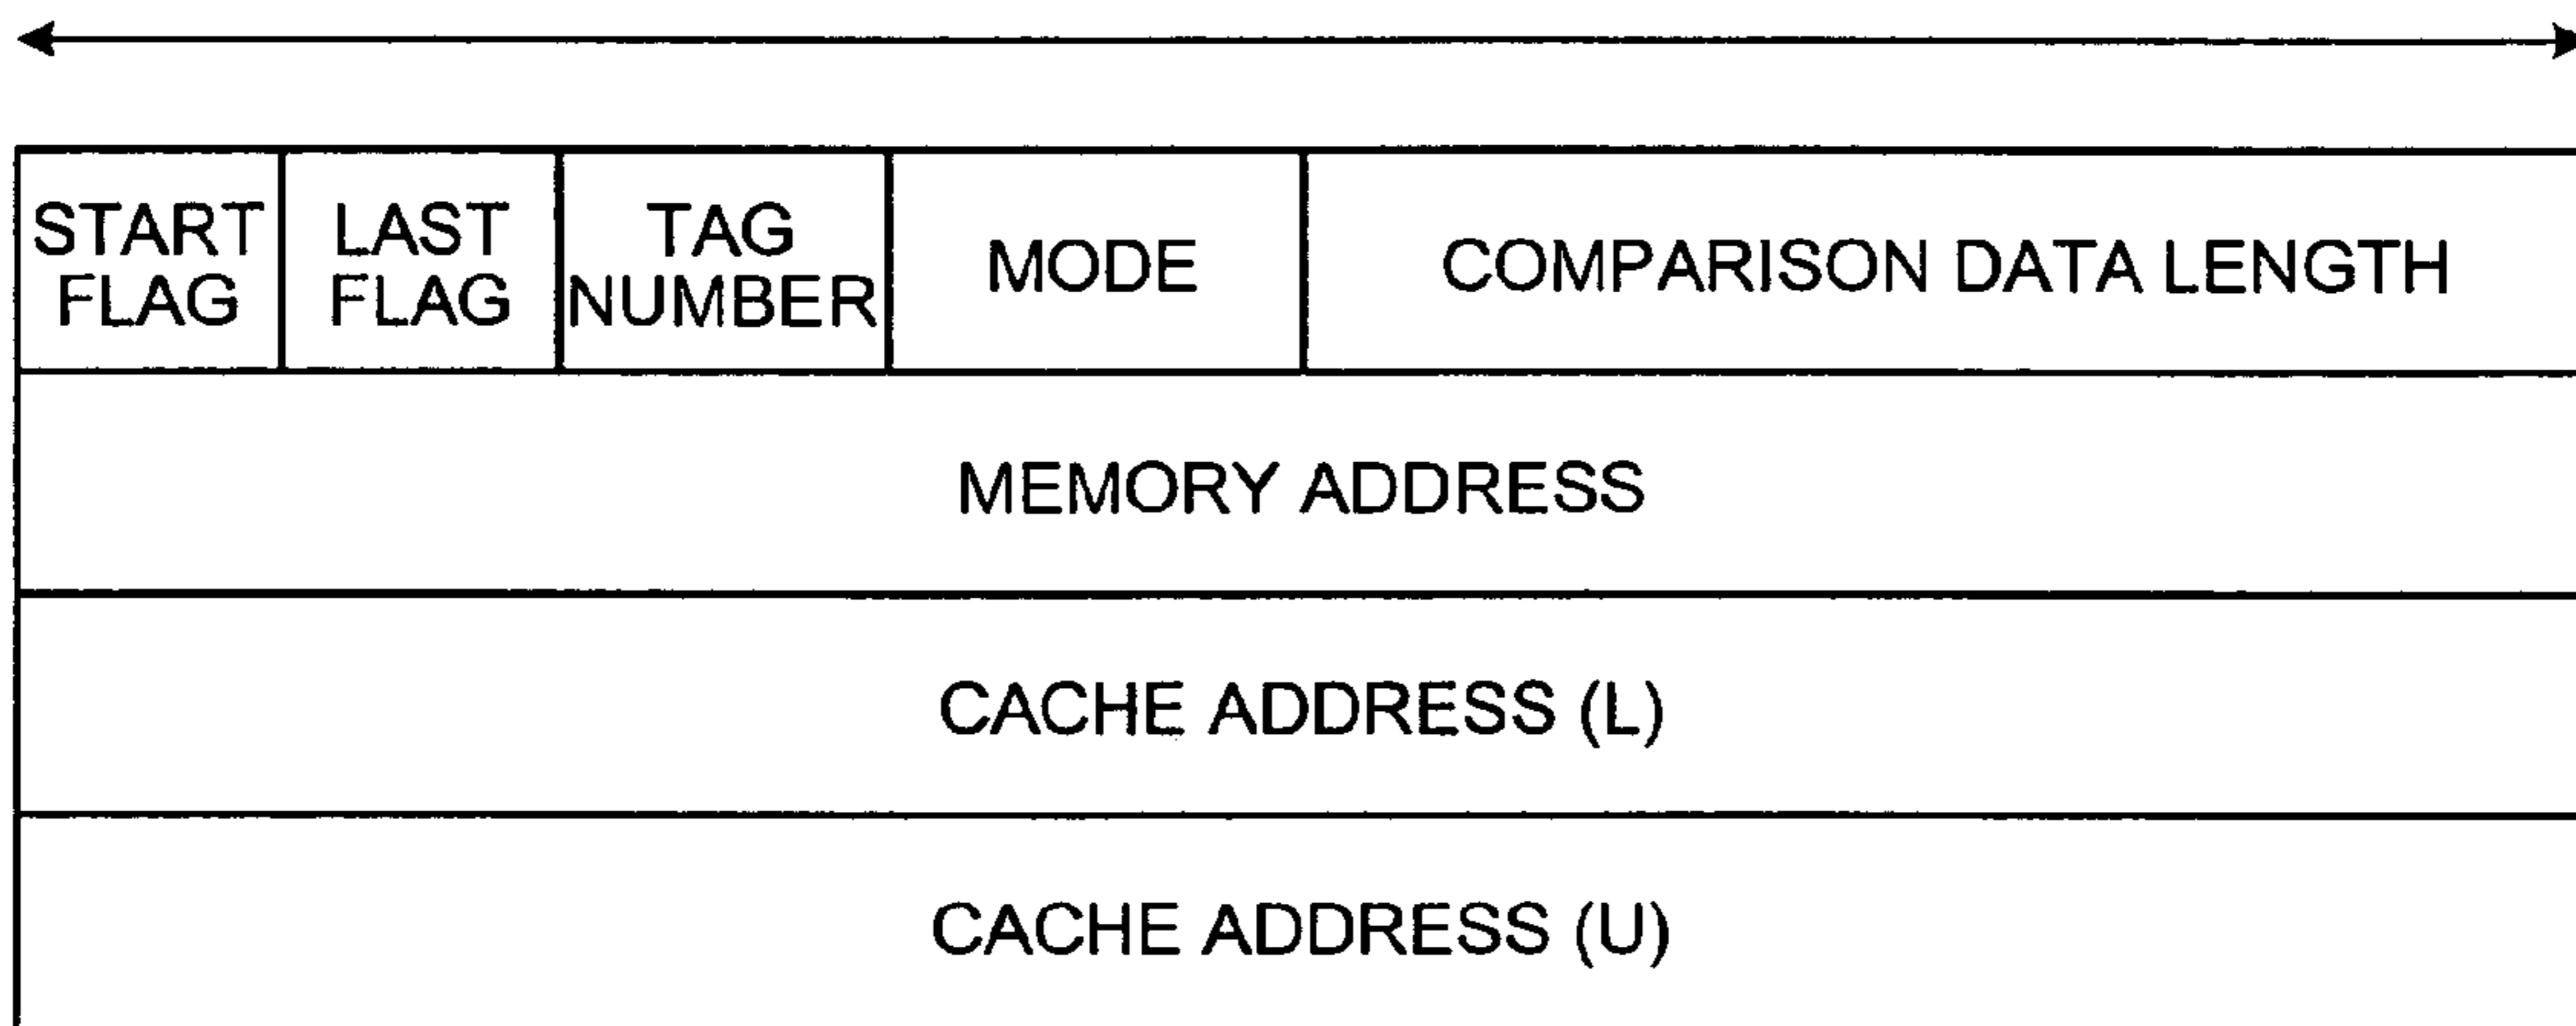 START
FLAG
LAST
FLAG
TAG
NUMBER
MODE
COMPARISON DATA LENGTH
MEMORY ADDRESS
CACHE ADDRESS (L)
CACHE ADDRESS (U)